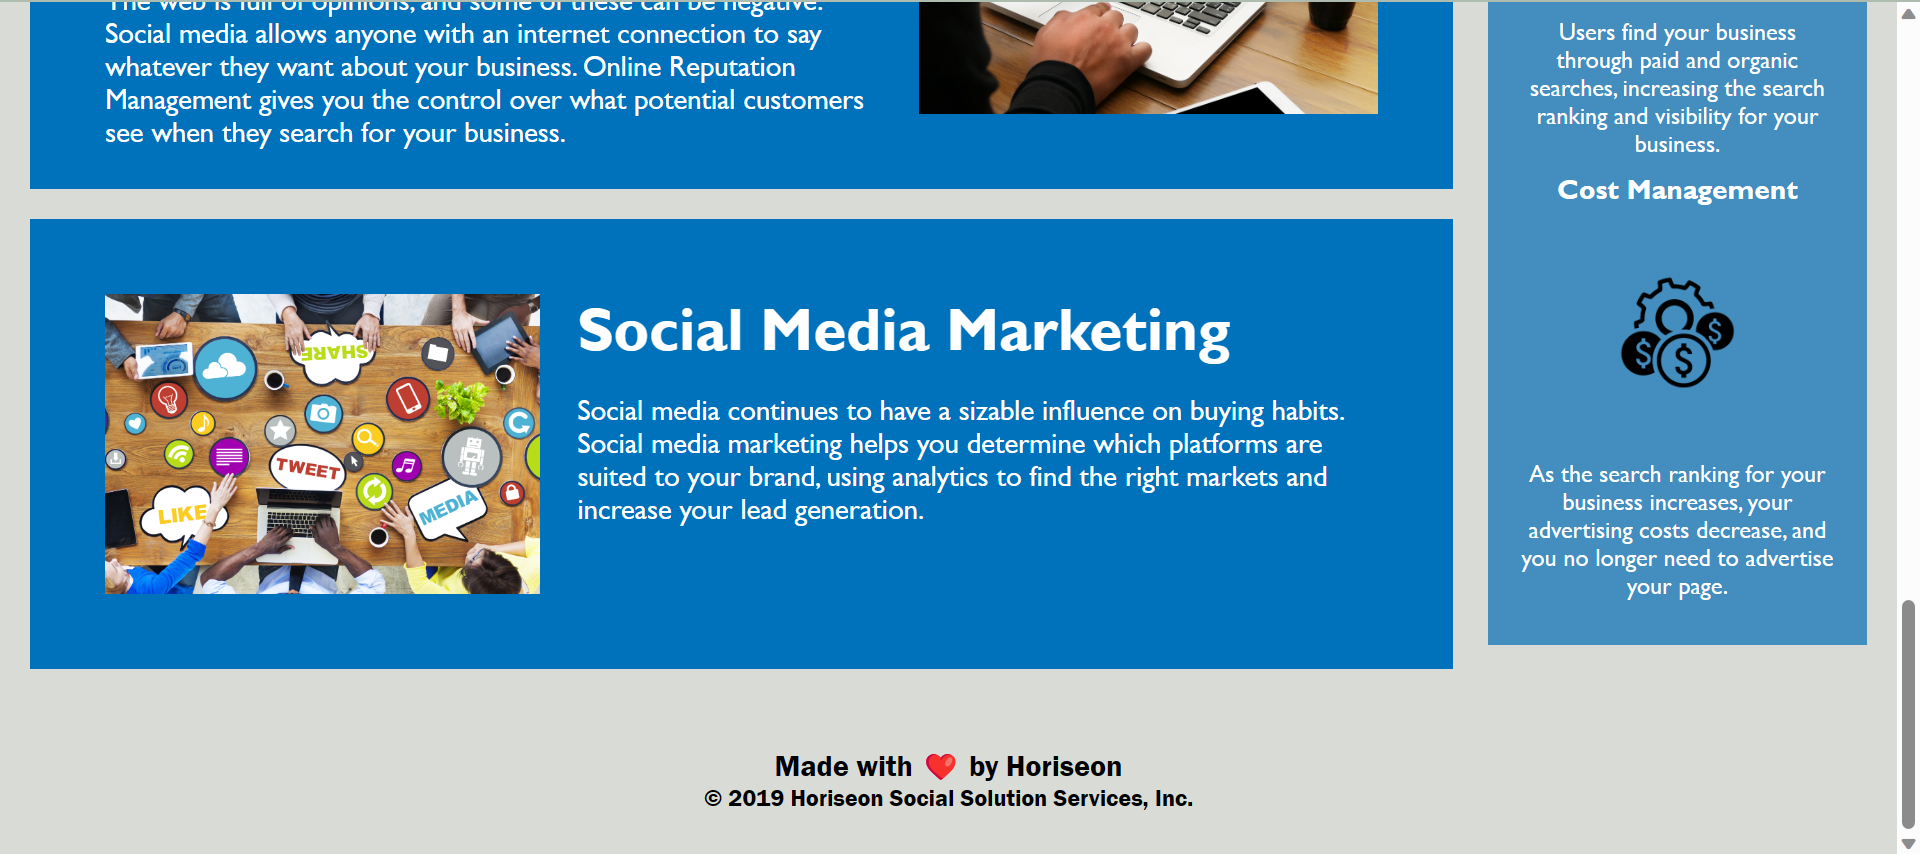 The web is full of opinions, and some of these can be negative.
Social media allows anyone with an internet connection to say
whatever they want about your business. Online Reputation
Management gives you the control over what potential customers
see when they search for your business.
Social Media Marketing
Social media continues to have a sizable influence on buying habits.
Social media marketing helps you determine which platforms are
suited to your brand, using analytics to find the right markets and
increase your lead generation.
SHARE
TWEET
LIKE
MEDIA
Users find your business
through paid and organic
searches, increasing the search
ranking and visibility for your
business.
Cost Management
$
$
$
As the search ranking for your
business increases, your
advertising costs decrease, and
you no longer need to advertise
your page.
Made with ❤️ by Horiseon
© 2019 Horiseon Social Solution Services, Inc.